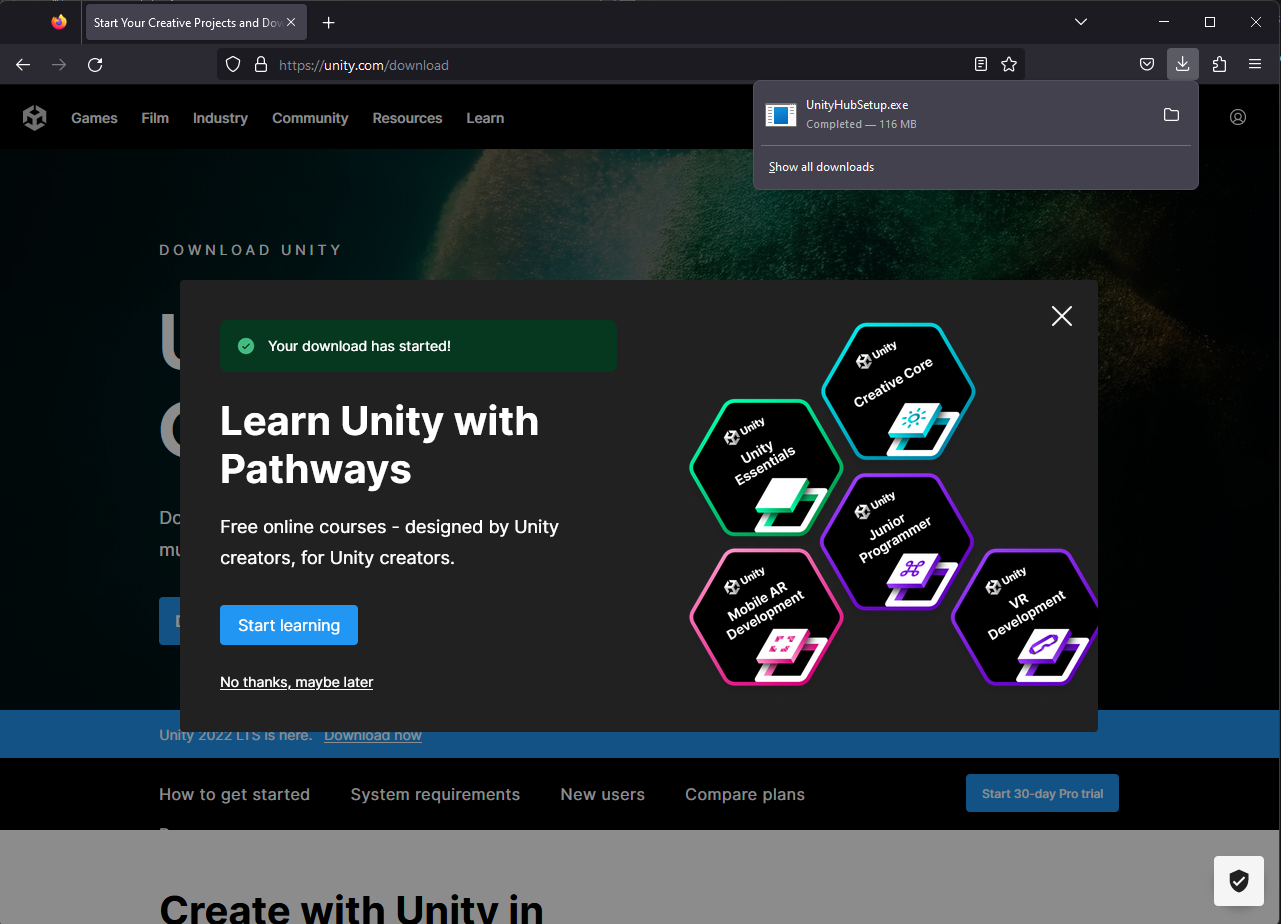 Start Your Creative Projects and Dow
https://unity.com/download
UnityHubSetup.exe
Completed — 116 MB
Show all downloads
Games Film Industry Community Resources Learn
DOWNLOAD UNITY
Your download has started!
Learn Unity with
Pathways
Free online courses - designed by Unity
creators, for Unity creators.
Start learning
No thanks, maybe later
Unity
Creative Core
Unity
Unity
Essentials
Unity
Junior
Programmer
Unity
Mobile AR
Development
Unity
VR
Development
Unity 2022 LTS is here. Download now
How to get started System requirements New users Compare plans Start 30-day Pro trial
Create with Unity in